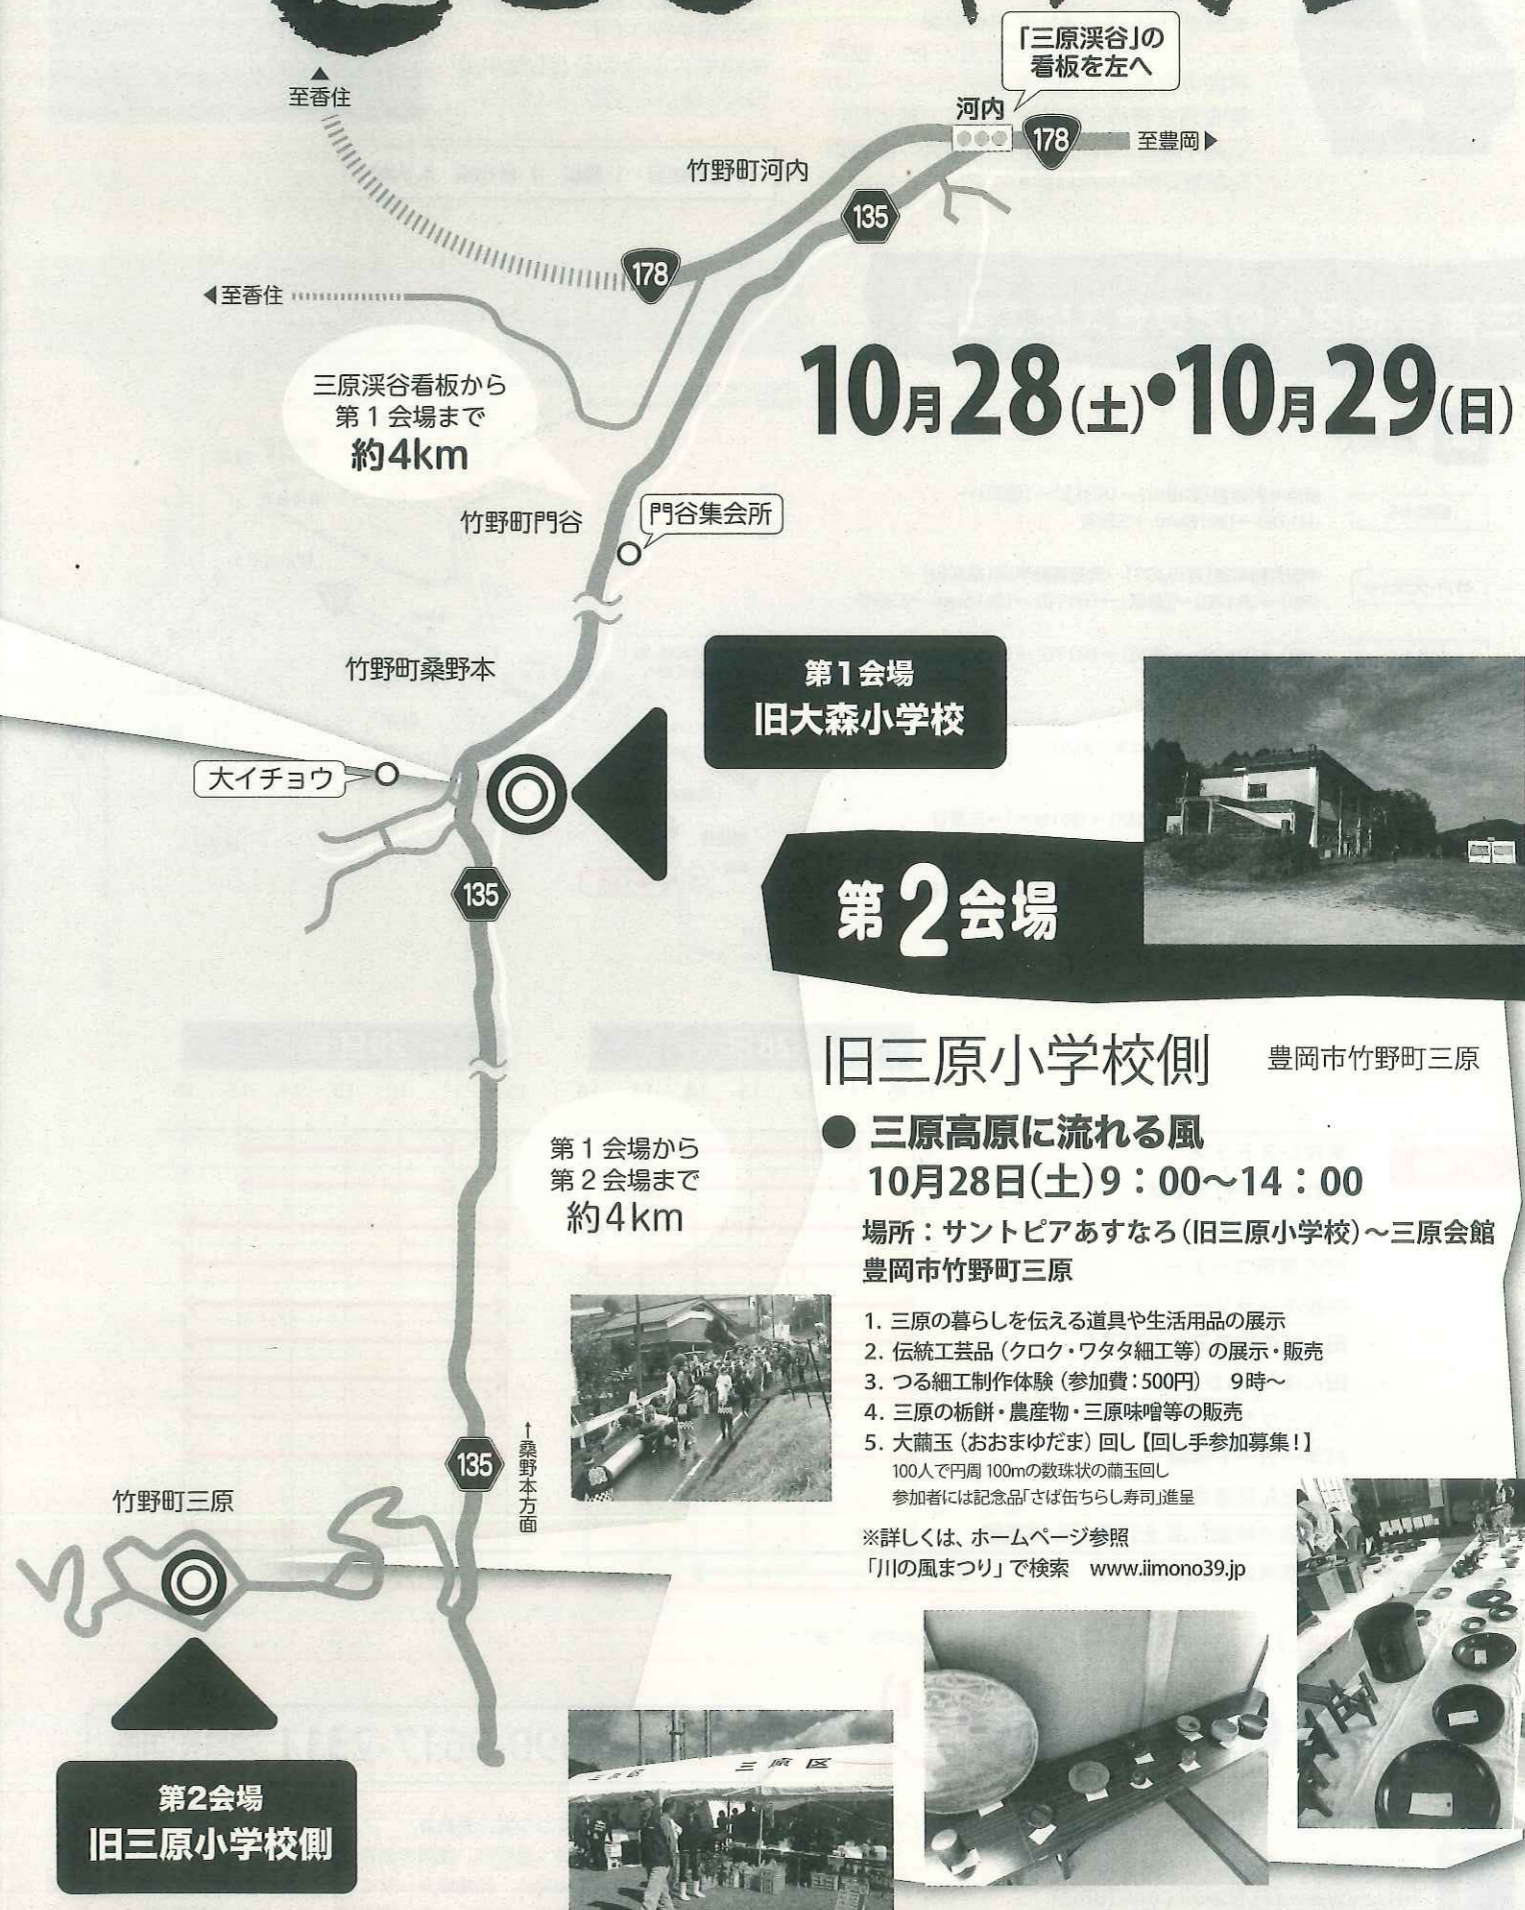 「三原渓谷」の
看板を左へ
至香住
河内
178
至豊岡
竹野町河内
135
178
至香住
10月28(土)•10月29(日)
三原渓谷看板から
第1会場まで
約4km
竹野町門谷
門谷集会所
竹野町桑野本
第1会場
旧大森小学校
大イチョウ
135
第2会場
旧三原小学校側
豊岡市竹野町三原
● 三原高原に流れる風
10月28日(土)9:00〜14:00
場所:サントピアあすなろ(旧三原小学校)〜三原会館
豊岡市竹野町三原
第1会場から
第2会場まで
約4km
1. 三原の暮らしを伝える道具や生活用品の展示
2. 伝統工芸品(クロク・ワタタ細工等)の展示・販売
3. つる細工制作体験(参加費:500円) 9時〜
4. 三原の栃餅・農産物・三原味噌等の販売
5. 大繭玉(おおまゆだま)回し【回し手参加募集!】
100人で円周100mの数珠状の繭玉回し
参加者には記念品「さば缶ちらし寿司」進呈
※詳しくは、ホームページ参照
「川の風まつり」で検索 www.iimono39.jp
135
←桑野本方面
竹野町三原
三原区
第2会場
旧三原小学校側